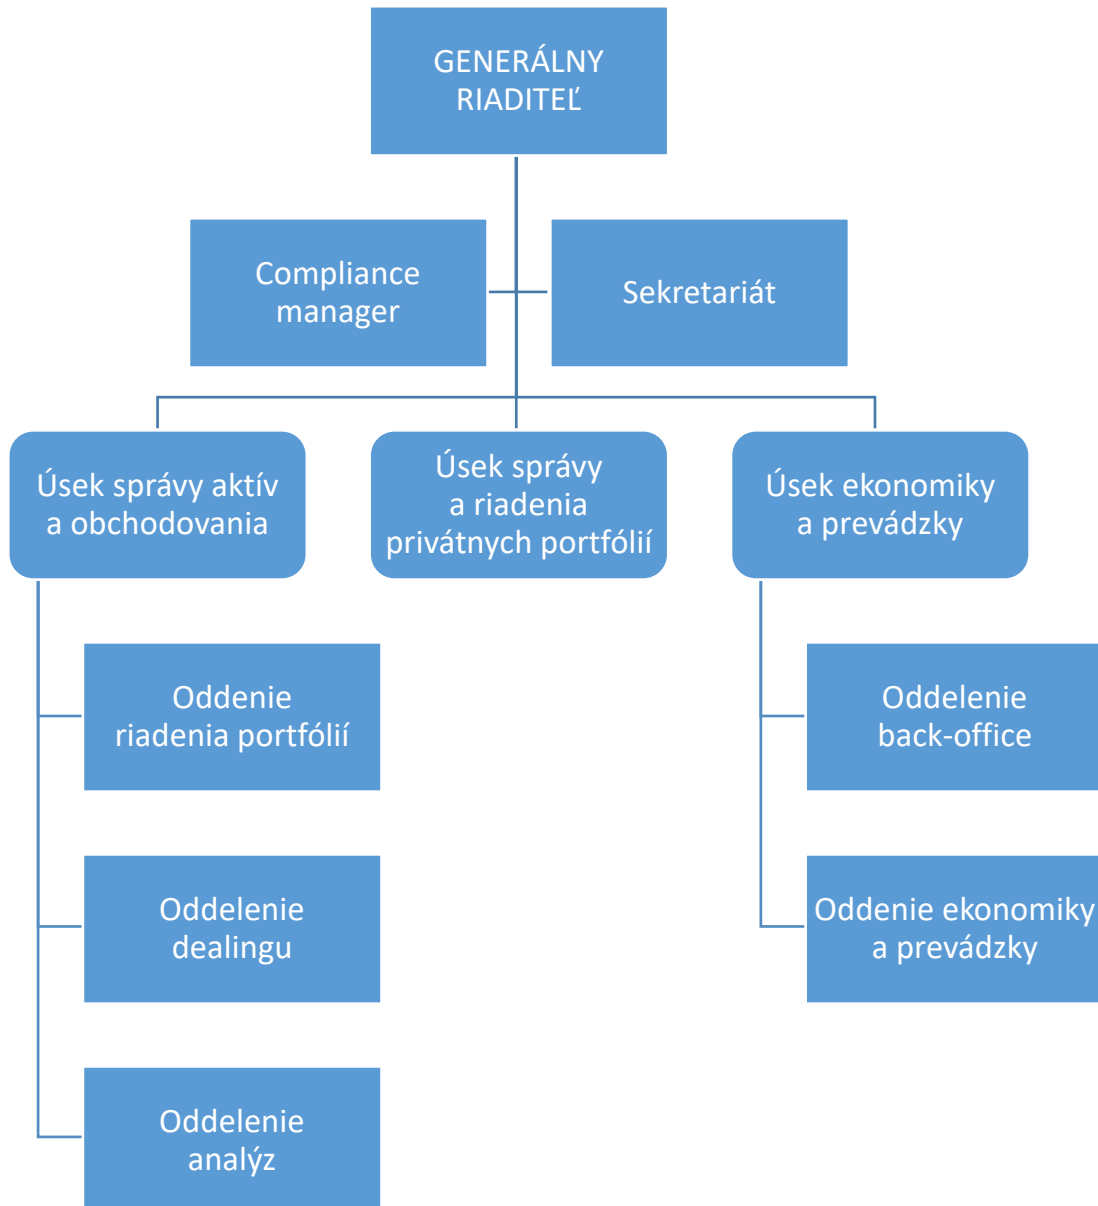 GENERÁLNY
RIADITEĽ
Compliance
manager
Sekretariát
Úsek správy aktív
a obchodovania
Úsek správy
a riadenia
privátnych portfólií
Úsek ekonomiky
a prevádzky
Oddenie
riadenia portfólií
Oddelenie
back-office
Oddelenie
dealingu
Oddenie ekonomiky
a prevádzky
Oddelenie
analýz